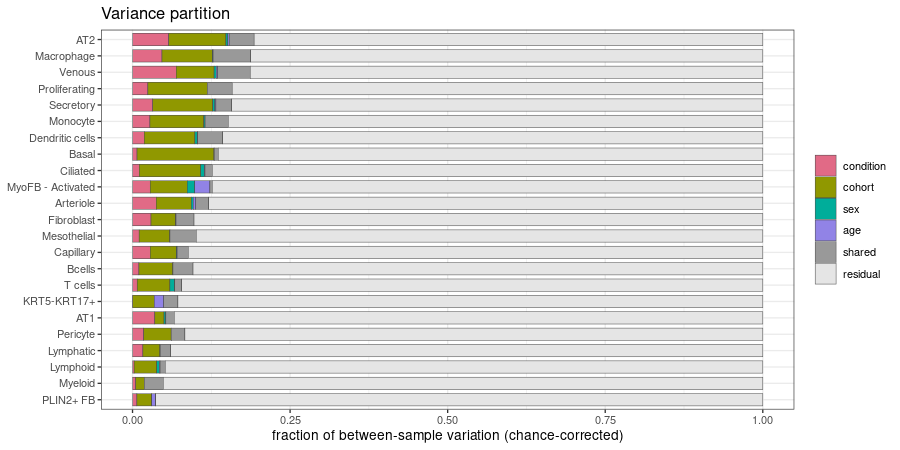 Variance partition
AT2
Macrophage
Venous
Proliferating
Secretory
Monocyte
Dendritic cells
Basal
Ciliated
MyoFB - Activated
Arteriole
Fibroblast
Mesothelial
Capillary
Bcells
T cells
KRT5-KRT17+
AT1
Pericyte
Lymphatic
Lymphoid
Myeloid
PLIN2+ FB
0.00 0.25 0.50 0.75 1.00
fraction of between-sample variation (chance-corrected)
condition
cohort
sex
age
shared
residual